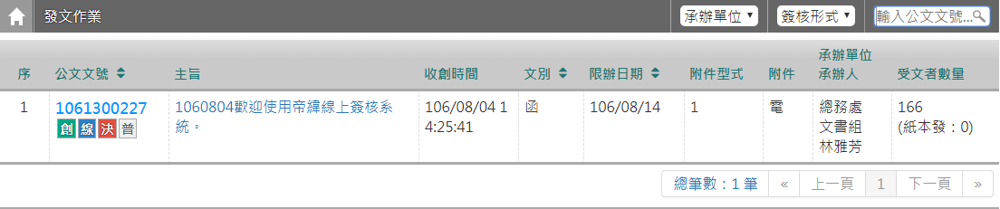 發文作業
承辦單位
簽核形式
輸入公文文號...
序
公文文號
主旨
收創時間
文別
限辦日期
附件型式
附件
承辦單位
承辦人
受文者數量
1
1061300227
創 線 決 普
1060804歡迎使用帝緯線上簽核系
統。
106/08/04 1
4:25:41
函
106/08/14
1
電
總務處
文書組
林雅芳
166
(紙本發：0)
總筆數：1 筆
«
上一頁
1
下一頁
»